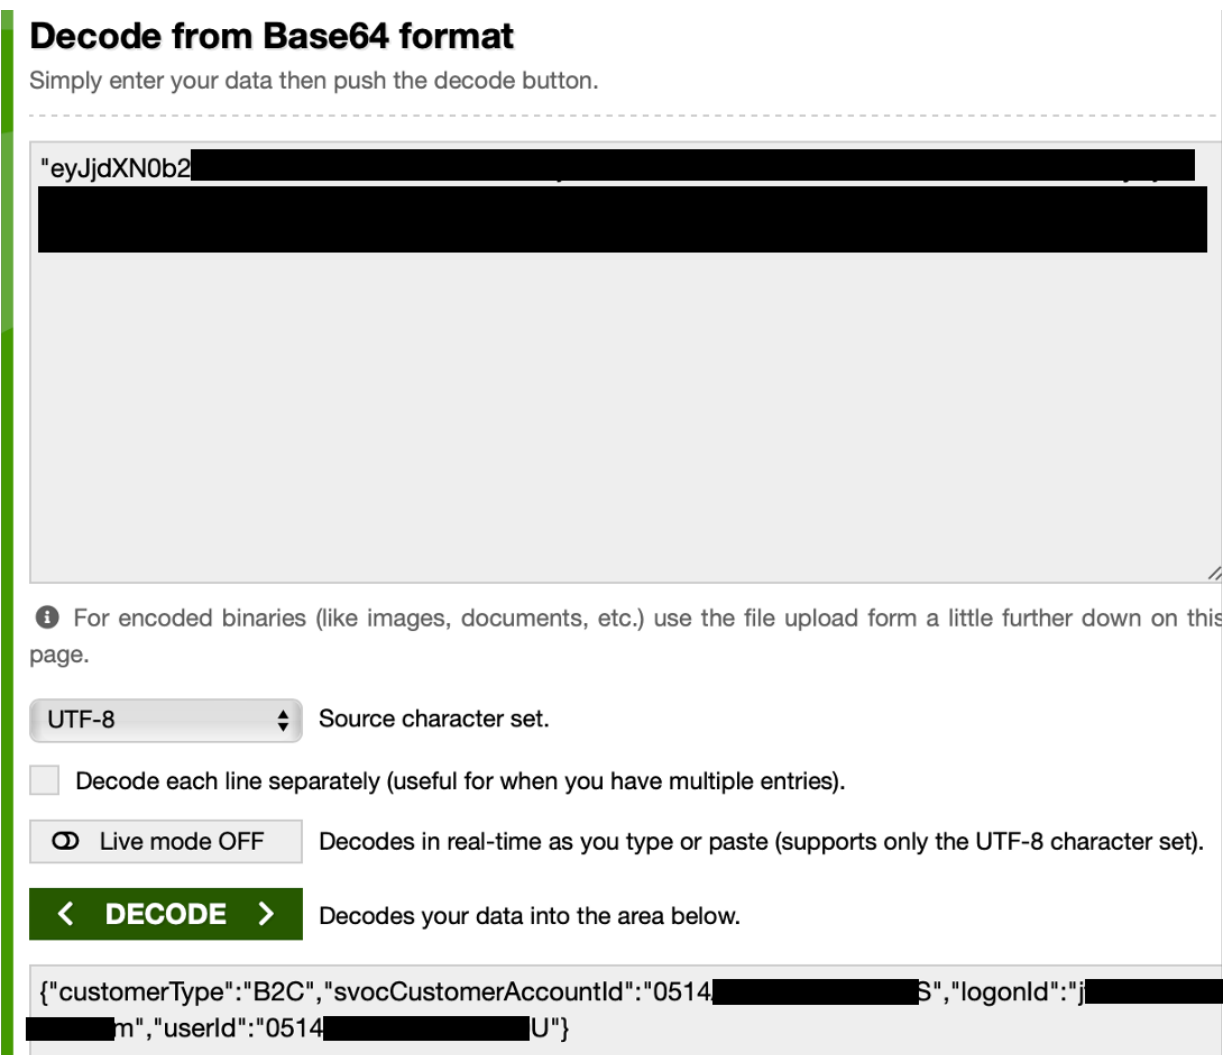 Decode from Base64 format
Simply enter your data then push the decode button.
"eyJjdXN0b2
For encoded binaries (like images, documents, etc.) use the file upload form a little further down on this
page.
UTF-8 Source character set.
Decode each line separately (useful for when you have multiple entries).
Live mode OFF Decodes in real-time as you type or paste (supports only the UTF-8 character set).
< DECODE > Decodes your data into the area below.
{"customerType":"B2C","svocCustomerAccountId":"0514 S","logonId":"j
m","userId":"0514 U"}